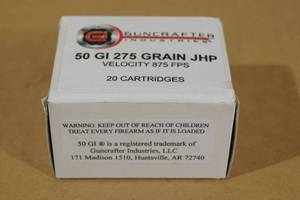 GI
GUNCRAFTER
INDUSTRIES
50 GI 275 GRAIN JHP
VELOCITY 875 FPS
20 CARTRIDGES
WARNING: KEEP OUT OF REACH OF CHILDREN
TREAT EVERY FIREARM AS IF IT IS LOADED
50 GI ® is a registered trademark of
Guncrafter Industries, LLC
171 Madison 1510, Huntsville, AR 72740